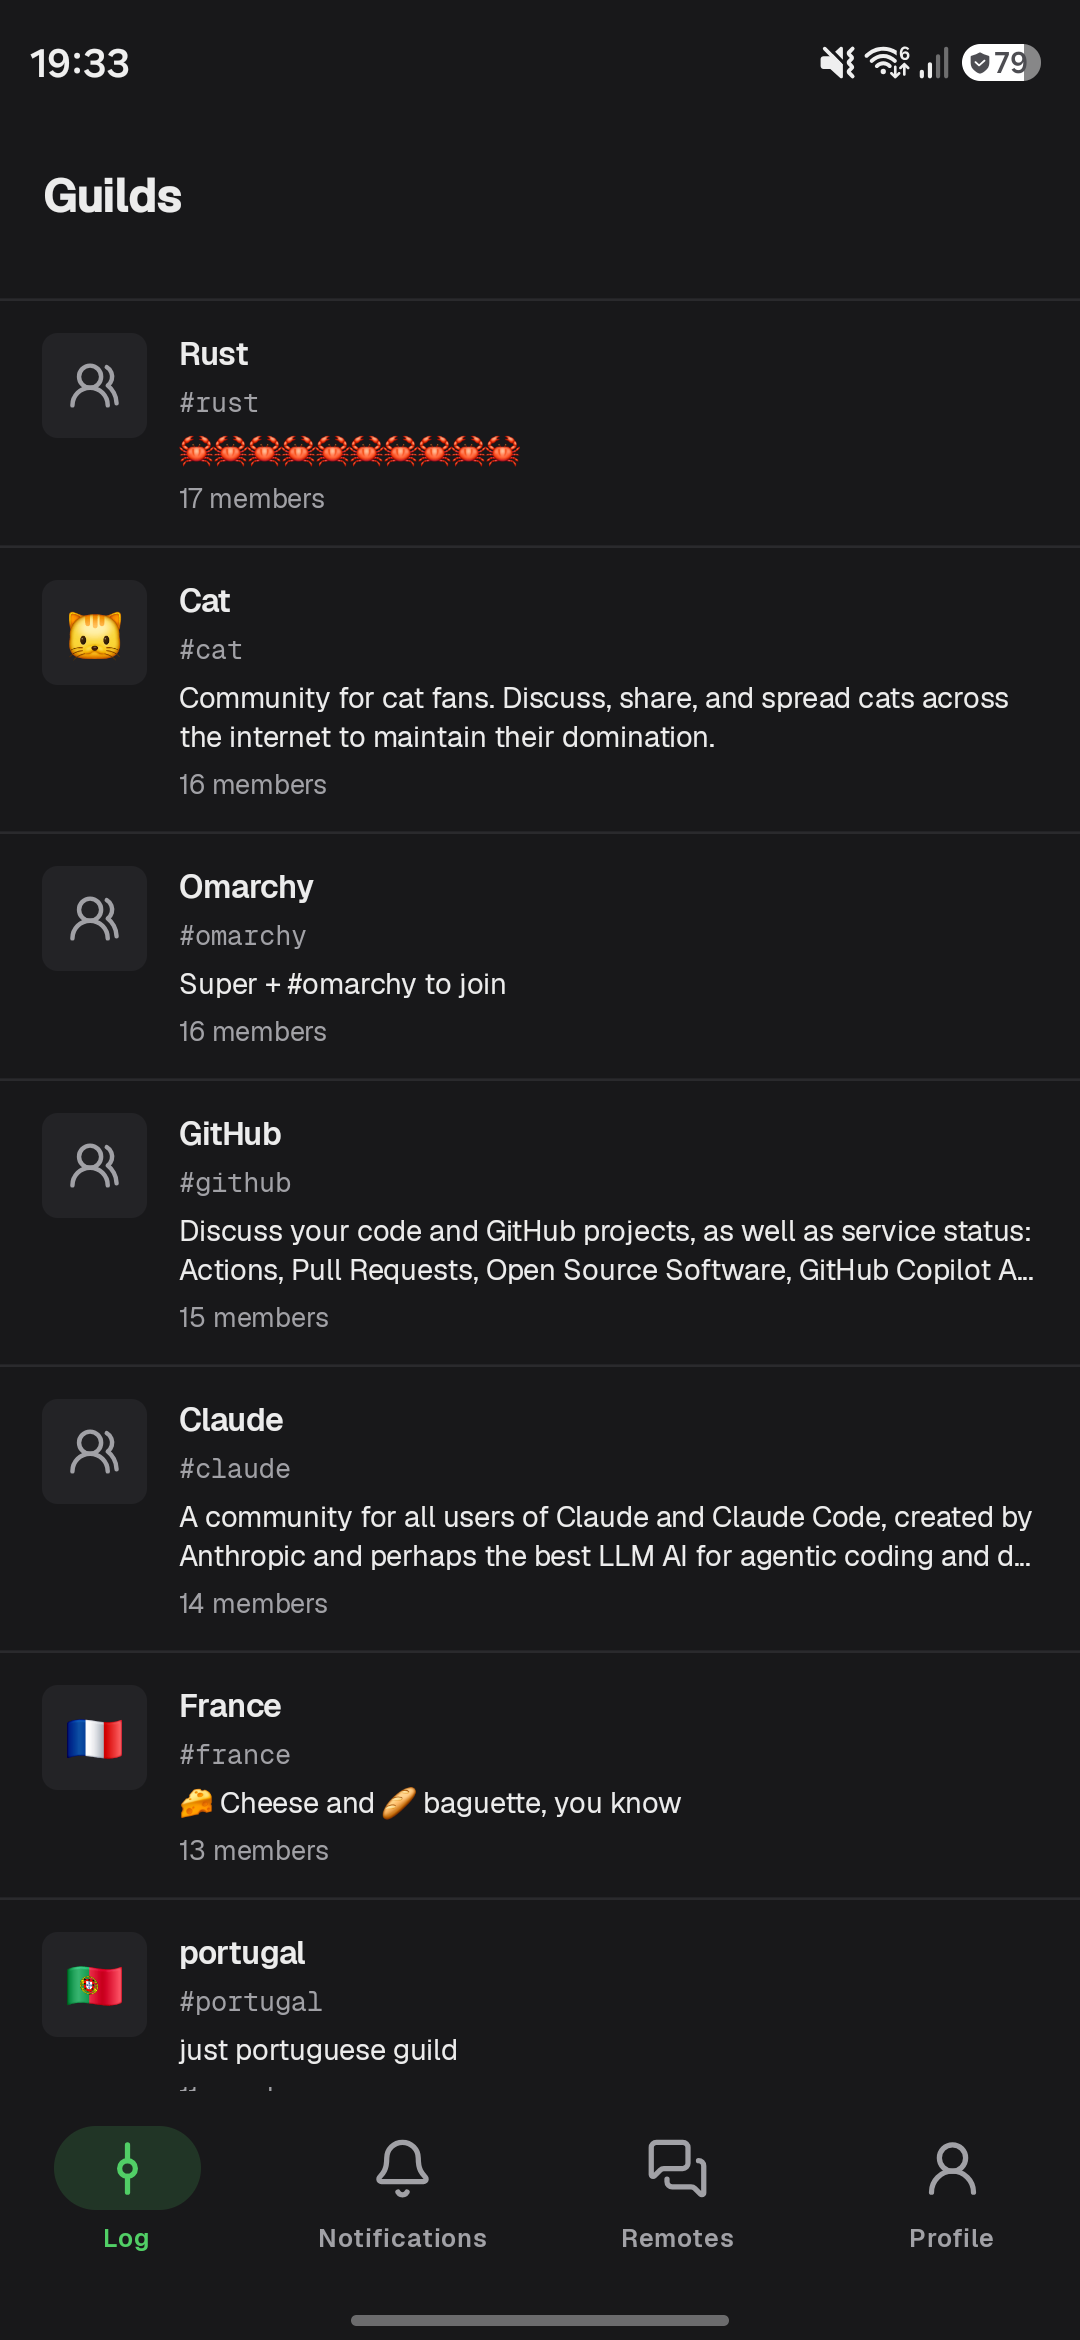 19:33
6
79
Guilds
Rust
#rust
🦀🦀🦀🦀🦀🦀🦀🦀🦀🦀
17 members
Cat
#cat
Community for cat fans. Discuss, share, and spread cats across
the internet to maintain their domination.
16 members
Omarchy
#omarchy
Super + #omarchy to join
16 members
GitHub
#github
Discuss your code and GitHub projects, as well as service status:
Actions, Pull Requests, Open Source Software, GitHub Copilot A...
15 members
Claude
#claude
A community for all users of Claude and Claude Code, created by
Anthropic and perhaps the best LLM AI for agentic coding and d...
14 members
France
#france
🧀 Cheese and 🥖 baguette, you know
13 members
portugal
#portugal
just portuguese guild
Log
Notifications
Remotes
Profile